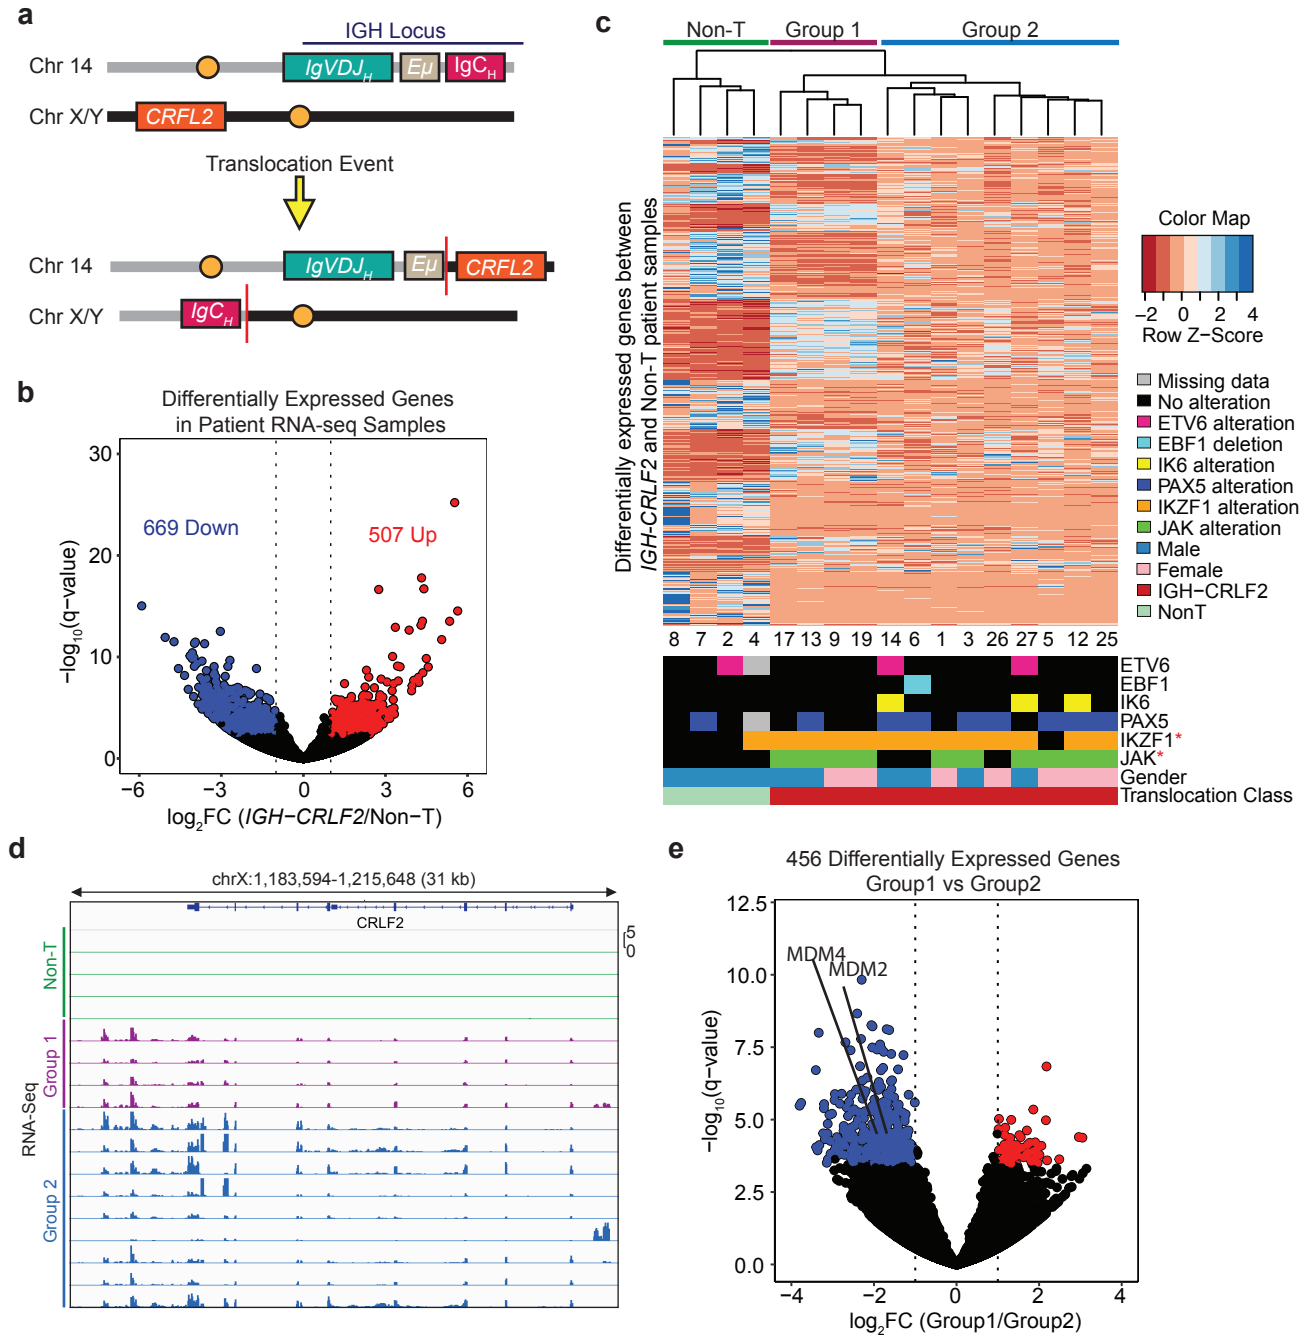 a
IGH Locus
Chr 14
IgVDJH
Eμ
IgCH
Chr X/Y
CRFL2
Translocation Event
Chr 14
IgVDJH
Eμ
CRFL2
Chr X/Y
IgCH
b
Differentially Expressed Genes
in Patient RNA-seq Samples
30
20
10
0
−log10(q−value)
669 Down
507 Up
−6
−3
0
3
6
log2FC (IGH−CRLF2/Non−T)
c
Non-T
Group 1
Group 2
Differentially expressed genes between
IGH-CRLF2 and Non-T patient samples
Color Map
−2 0 2 4
Row Z−Score
Missing data
No alteration
ETV6 alteration
EBF1 deletion
IK6 alteration
PAX5 alteration
IKZF1 alteration
JAK alteration
Male
Female
IGH−CRLF2
NonT
8 7 2 4 17 13 9 19 14 6 1 3 26 27 5 12 25
ETV6
EBF1
IK6
PAX5
IKZF1*
JAK*
Gender
Translocation Class
d
chrX:1,183,594-1,215,648 (31 kb)
CRLF2
5
0
RNA-Seq
Non-T
Group 1
Group 2
e
456 Differentially Expressed Genes
Group1 vs Group2
12.5
10.0
7.5
5.0
2.5
0.0
−log10(q−value)
MDM4
MDM2
−4
−2
0
2
4
log2FC (Group1/Group2)